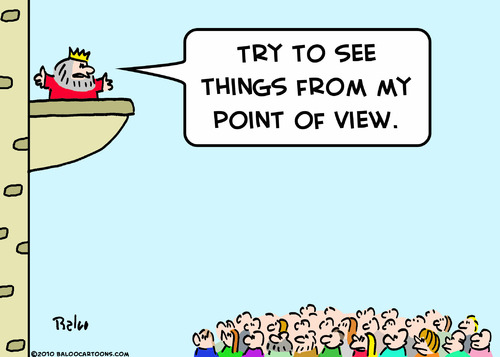 TRY TO SEE
THINGS FROM MY
POINT OF VIEW.
Baloo
©2010 BALOOCARTOONS.COM